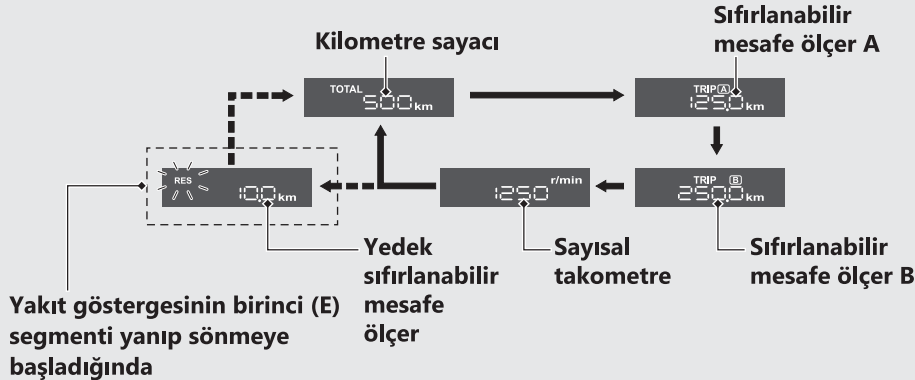 Sıfırlanabilir
mesafe ölçer A
Kilometre sayacı
TOTAL
500 km
TRIP A
125.0 km
RES
10.0 km
r/min
1250
TRIP B
250.0 km
Yedek
sıfırlanabilir
mesafe
ölçer
Sayısal
takometre
Sıfırlanabilir
mesafe ölçer B
Yakıt göstergesinin birinci (E)
segmenti yanıp sönmeye
başladığında